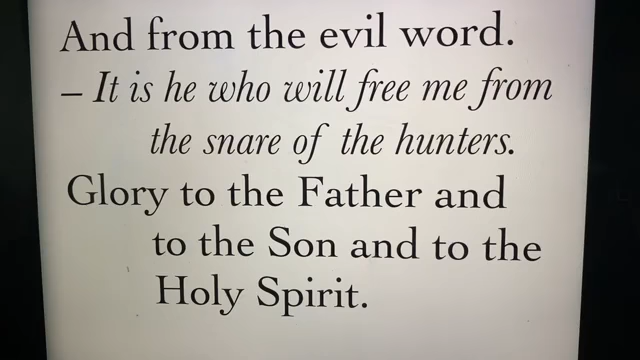 And from the evil word.
– It is he who will free me from
the snare of the hunters.
Glory to the Father and
to the Son and to the
Holy Spirit.